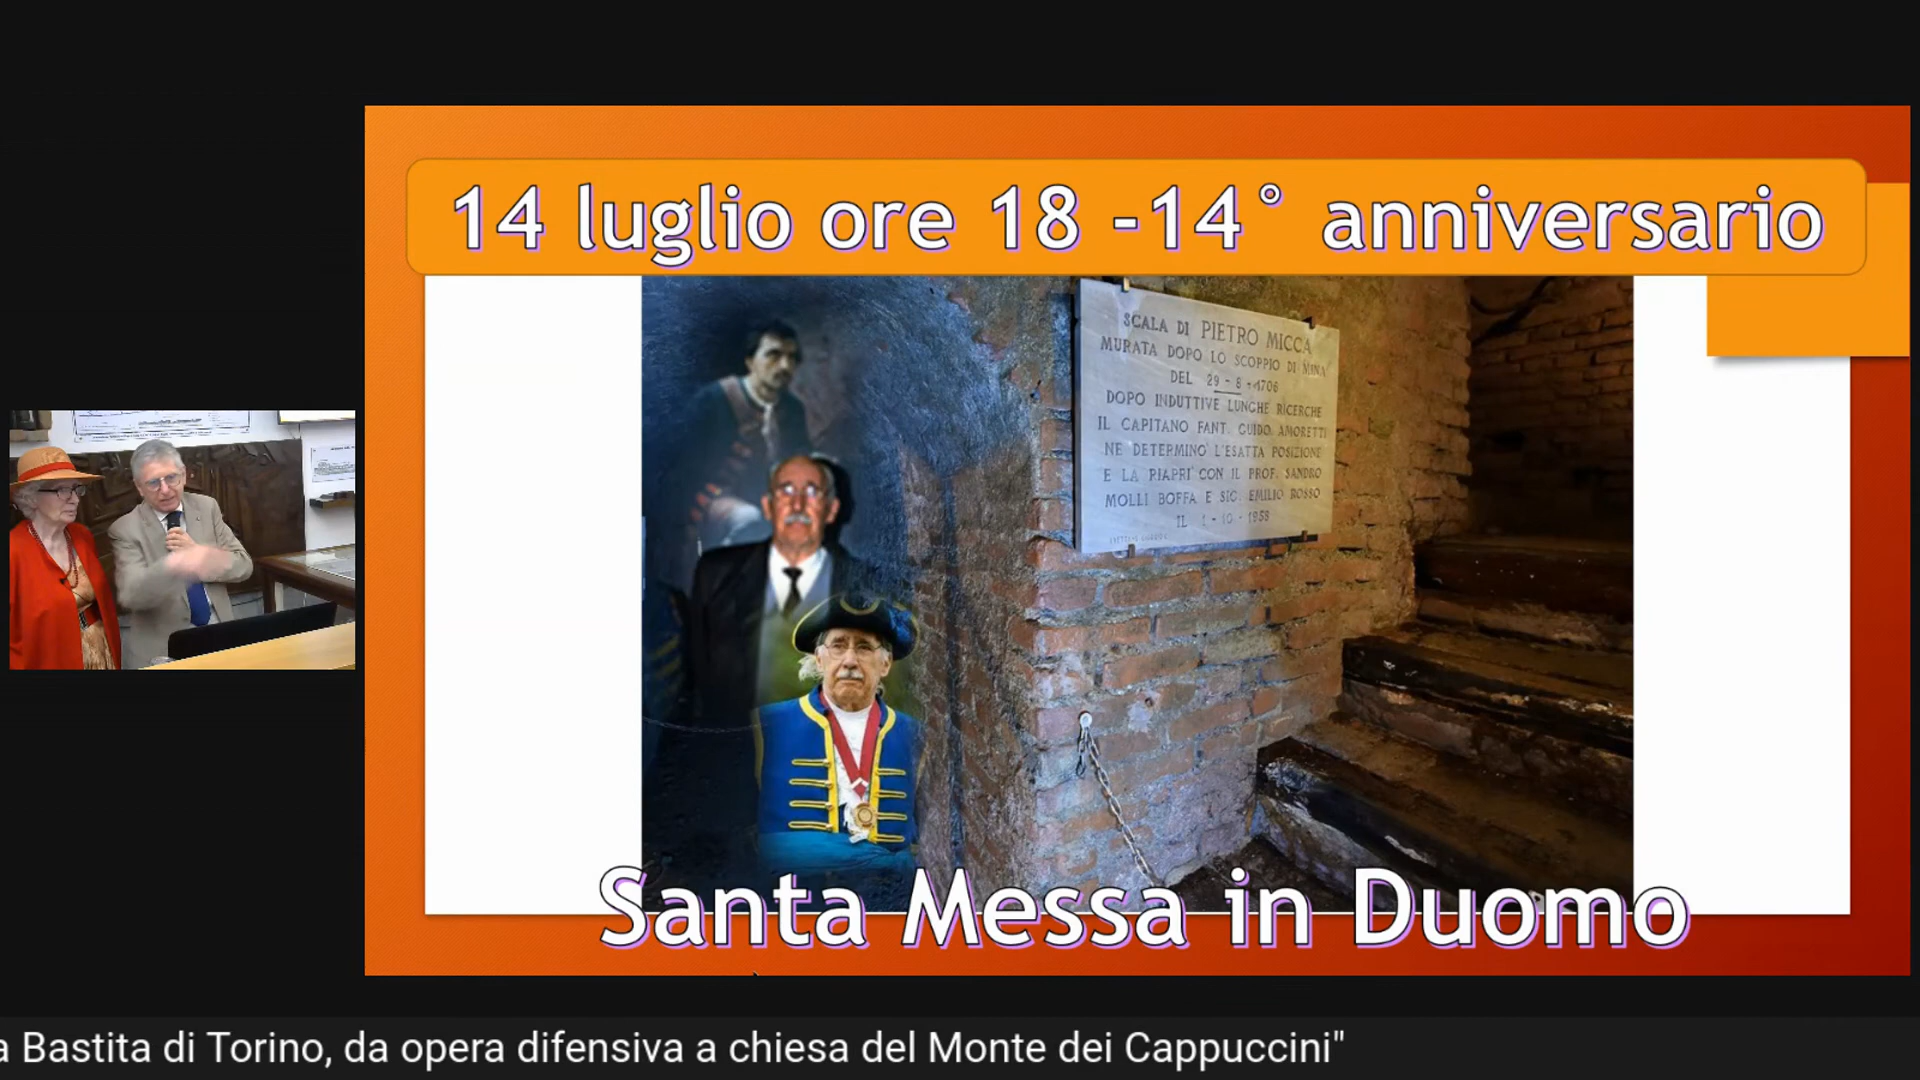 14 luglio ore 18 -14° anniversario
SCALA DI PIETRO MICCA
MURATA DOPO LO SCOPPIO DI MINA
DEL 29-8-1706
DOPO INDUTTIVE LUNGHE RICERCHE
IL CAPITANO FANT. GUIDO AMORETTI
NE DETERMINO' L'ESATTA POSIZIONE
E LA RIAPRI' CON IL PROF. SANDRO
MOLLI BOFFA E SIG. EMILIO ROSSO
IL 1-10-1958
Santa Messa in Duomo
a Bastita di Torino, da opera difensiva a chiesa del Monte dei Cappuccini"